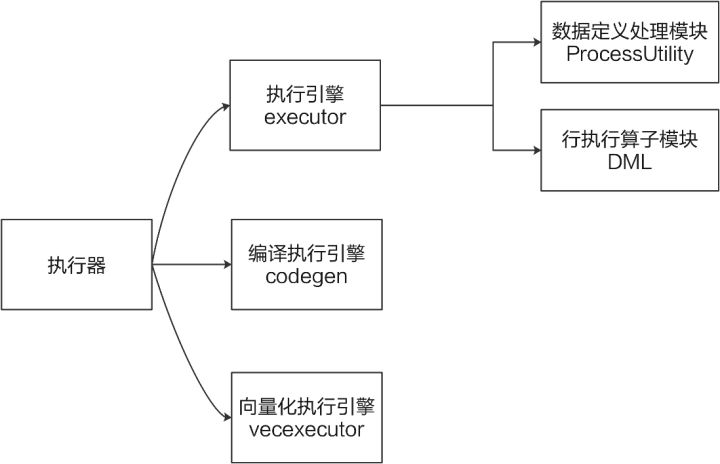 数据定义处理模块
ProcessUtility
执行引擎
executor
行执行算子模块
DML
执行器
编译执行引擎
codegen
向量化执行引擎
vecexecutor